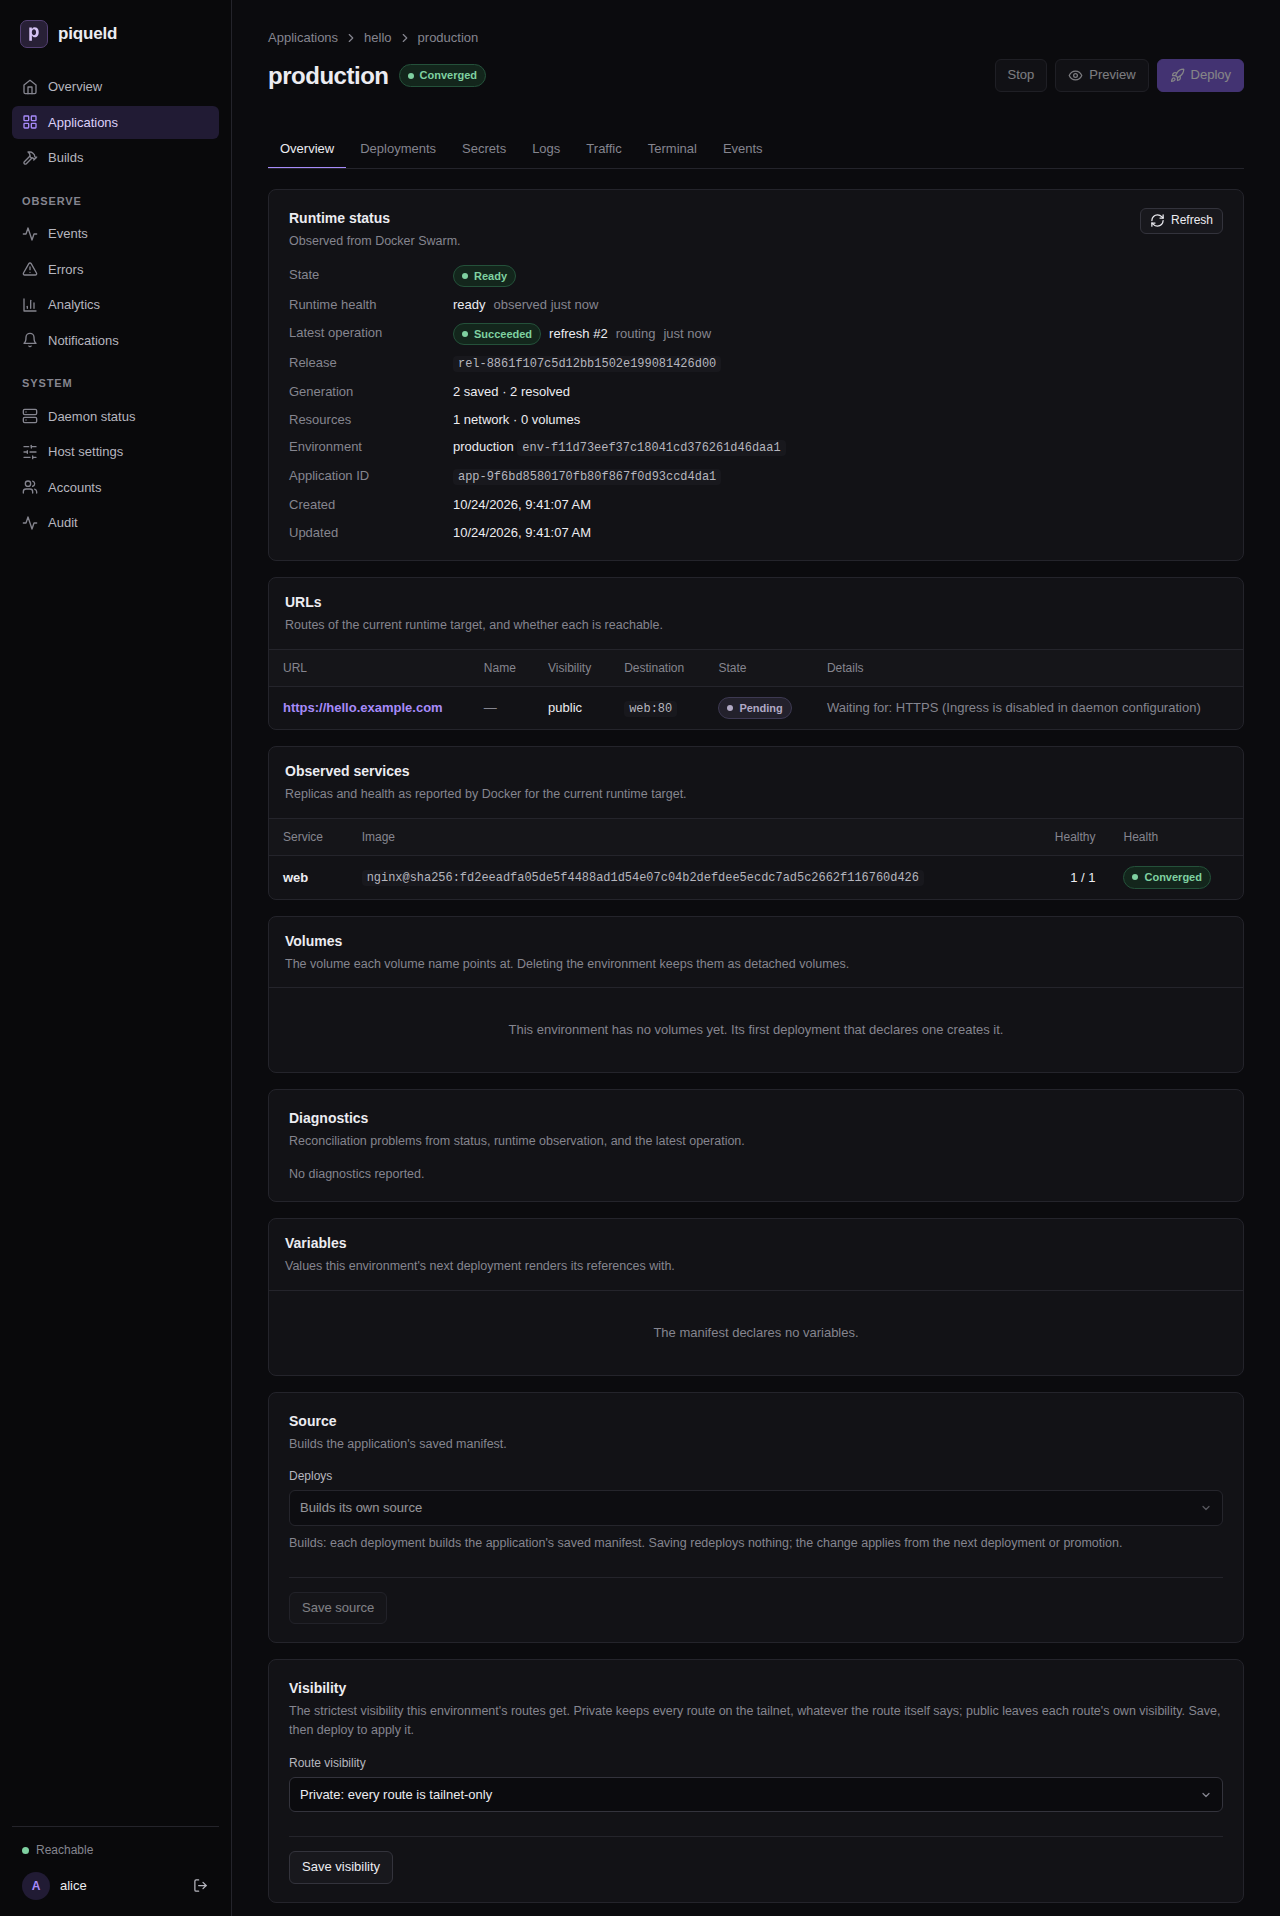 p piqueld
Overview
Applications
Builds
OBSERVE
Events
Errors
Analytics
Notifications
SYSTEM
Daemon status
Host settings
Accounts
Audit
Reachable
A alice
Applications > hello > production
production Converged
Stop Preview Deploy
Overview Deployments Secrets Logs Traffic Terminal Events
Runtime status
Refresh
Observed from Docker Swarm.
State Ready
Runtime health ready observed just now
Latest operation Succeeded refresh #2 routing just now
Release rel-8861f107c5d12bb1502e199081426d00
Generation 2 saved · 2 resolved
Resources 1 network · 0 volumes
Environment production env-f11d73eef37c18041cd376261d46daa1
Application ID app-9f6bd8580170fb80f867f0d93ccd4da1
Created 10/24/2026, 9:41:07 AM
Updated 10/24/2026, 9:41:07 AM
URLs
Routes of the current runtime target, and whether each is reachable.
URL Name Visibility Destination State Details
https://hello.example.com — public web:80 Pending Waiting for: HTTPS (Ingress is disabled in daemon configuration)
Observed services
Replicas and health as reported by Docker for the current runtime target.
Service Image Healthy Health
web nginx@sha256:fd2eeadfa05de5f4488ad1d54e07c04b2defdee5ecdc7ad5c2662f116760d426 1 / 1 Converged
Volumes
The volume each volume name points at. Deleting the environment keeps them as detached volumes.
This environment has no volumes yet. Its first deployment that declares one creates it.
Diagnostics
Reconciliation problems from status, runtime observation, and the latest operation.
No diagnostics reported.
Variables
Values this environment's next deployment renders its references with.
The manifest declares no variables.
Source
Builds the application's saved manifest.
Deploys
Builds its own source
Builds: each deployment builds the application's saved manifest. Saving redeploys nothing; the change applies from the next deployment or promotion.
Save source
Visibility
The strictest visibility this environment's routes get. Private keeps every route on the tailnet, whatever the route itself says; public leaves each route's own visibility. Save,
then deploy to apply it.
Route visibility
Private: every route is tailnet-only
Save visibility